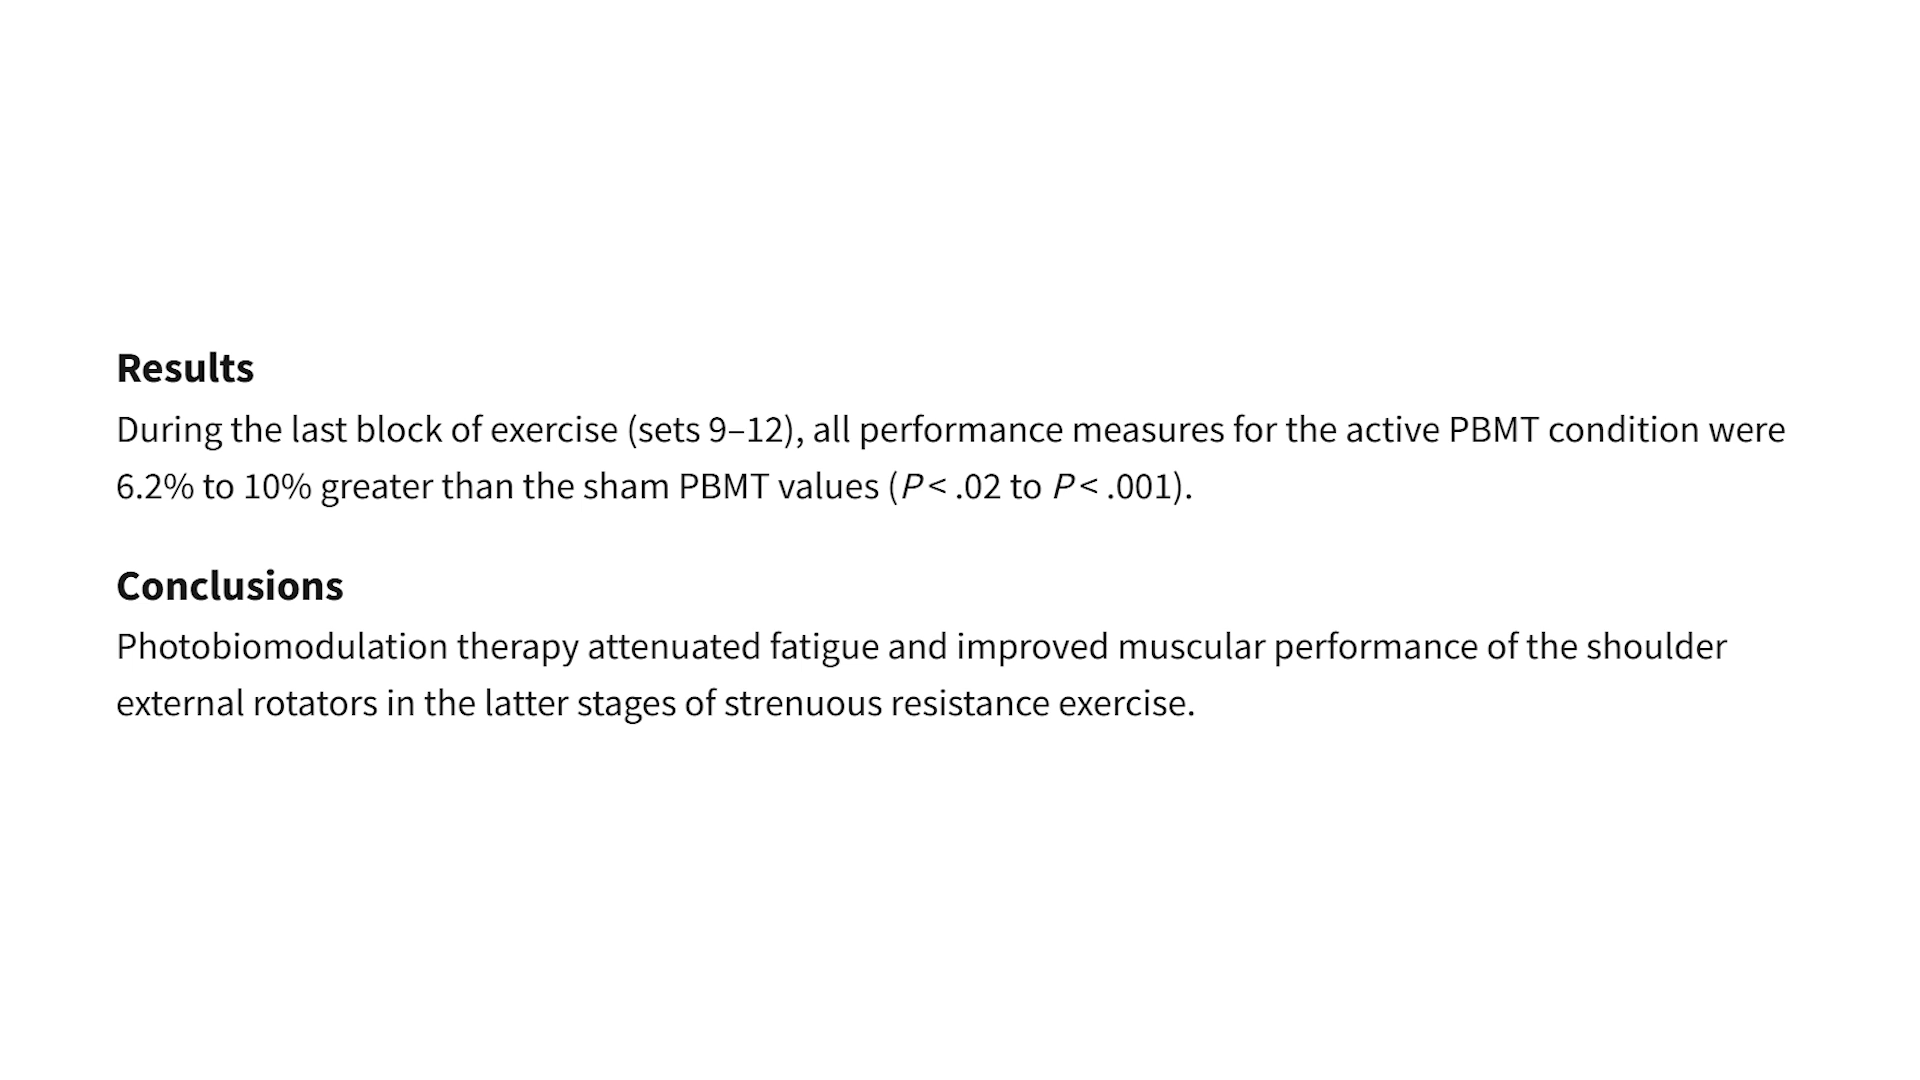 Results
During the last block of exercise (sets 9–12), all performance measures for the active PBMT condition were
6.2% to 10% greater than the sham PBMT values (P < .02 to P < .001).
Conclusions
Photobiomodulation therapy attenuated fatigue and improved muscular performance of the shoulder
external rotators in the latter stages of strenuous resistance exercise.